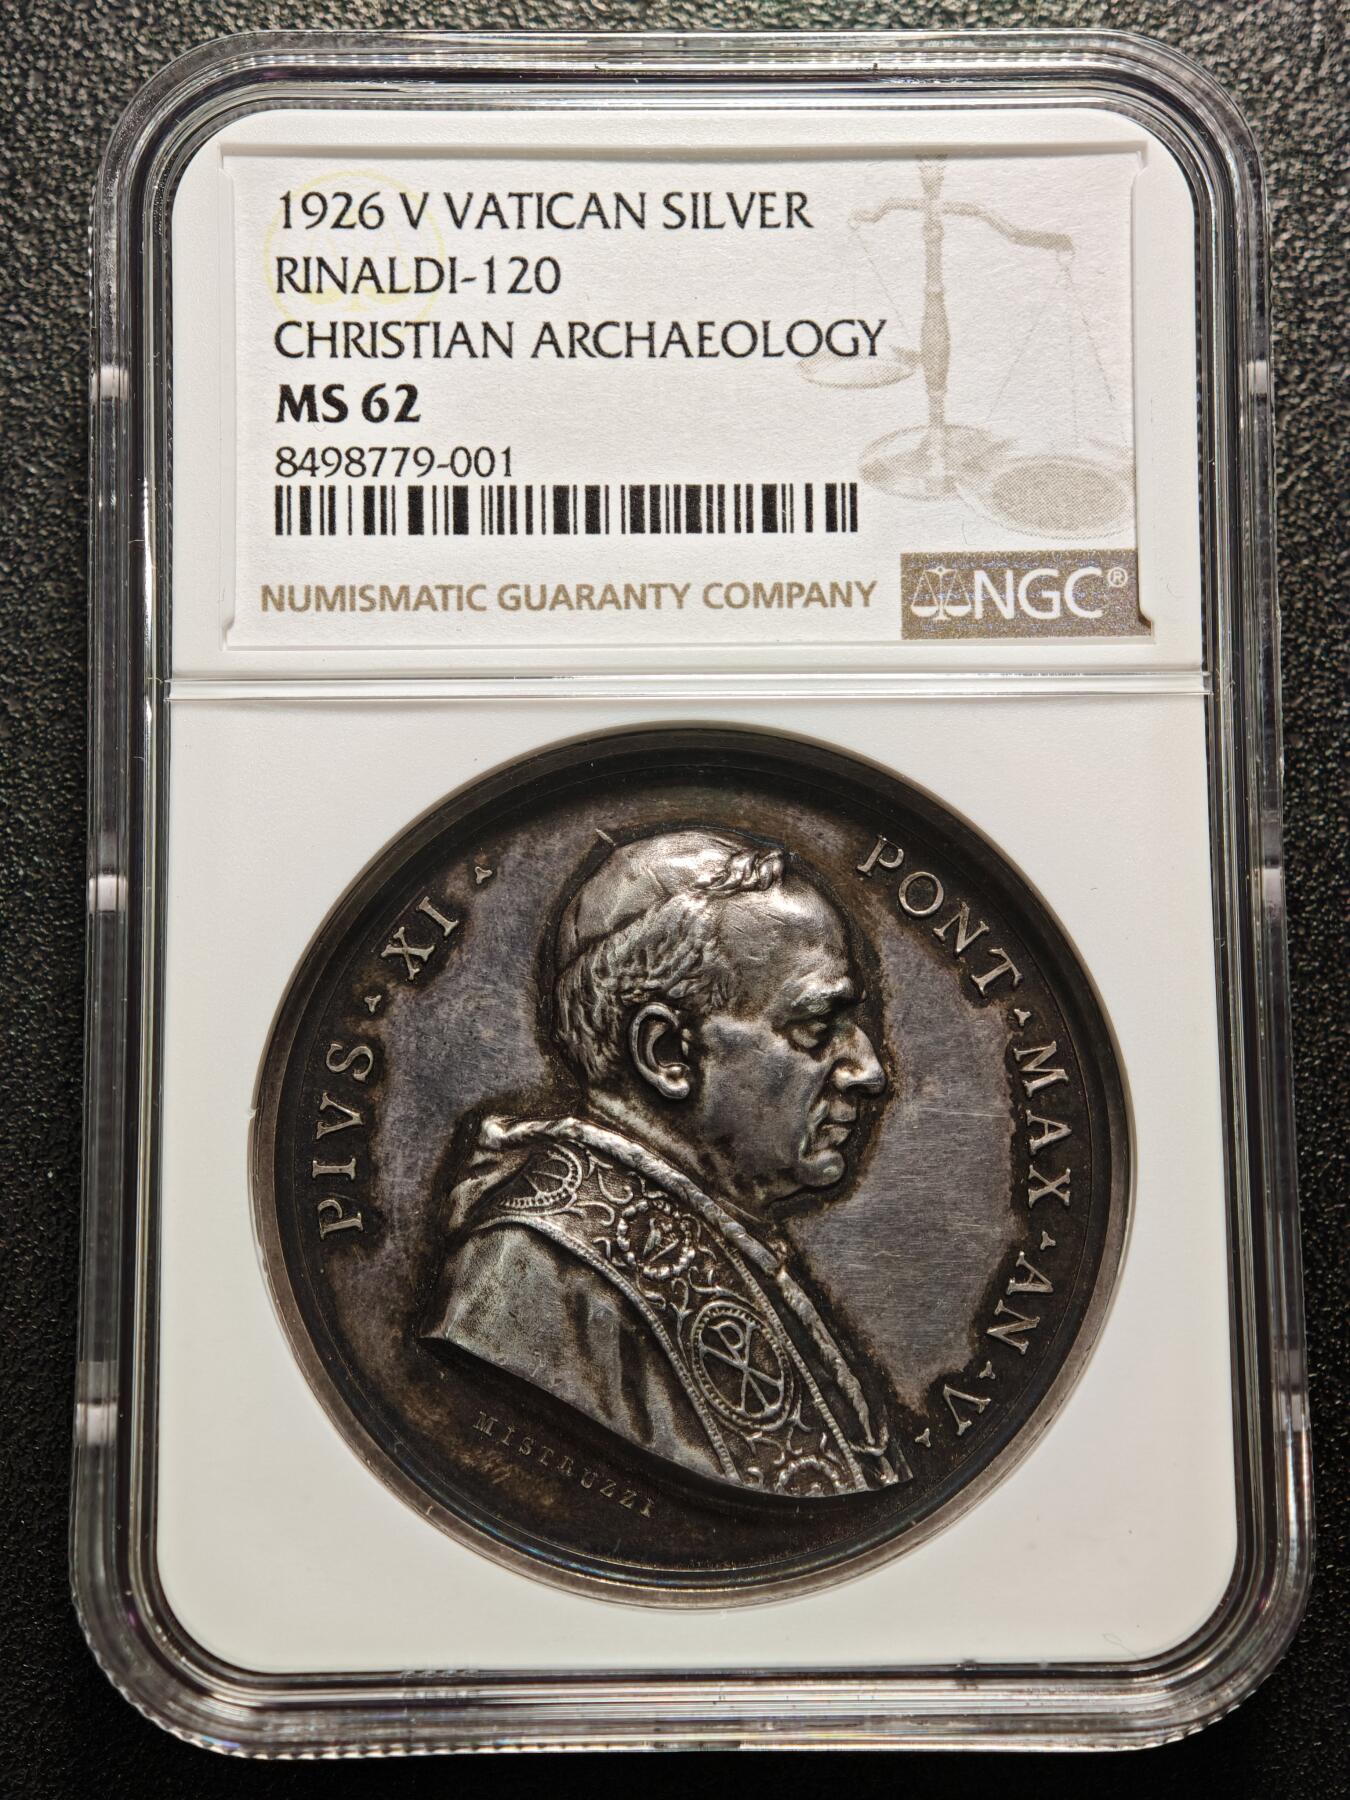 1926 V VATICAN SILVER
RINALDI-120
CHRISTIAN ARCHAEOLOGY
MS 62
8498779-001
NUMISMATIC GUARANTY COMPANY
NGC®
PIVS · XI · PONT · MAX · AN · V ·
MISTRUZZI